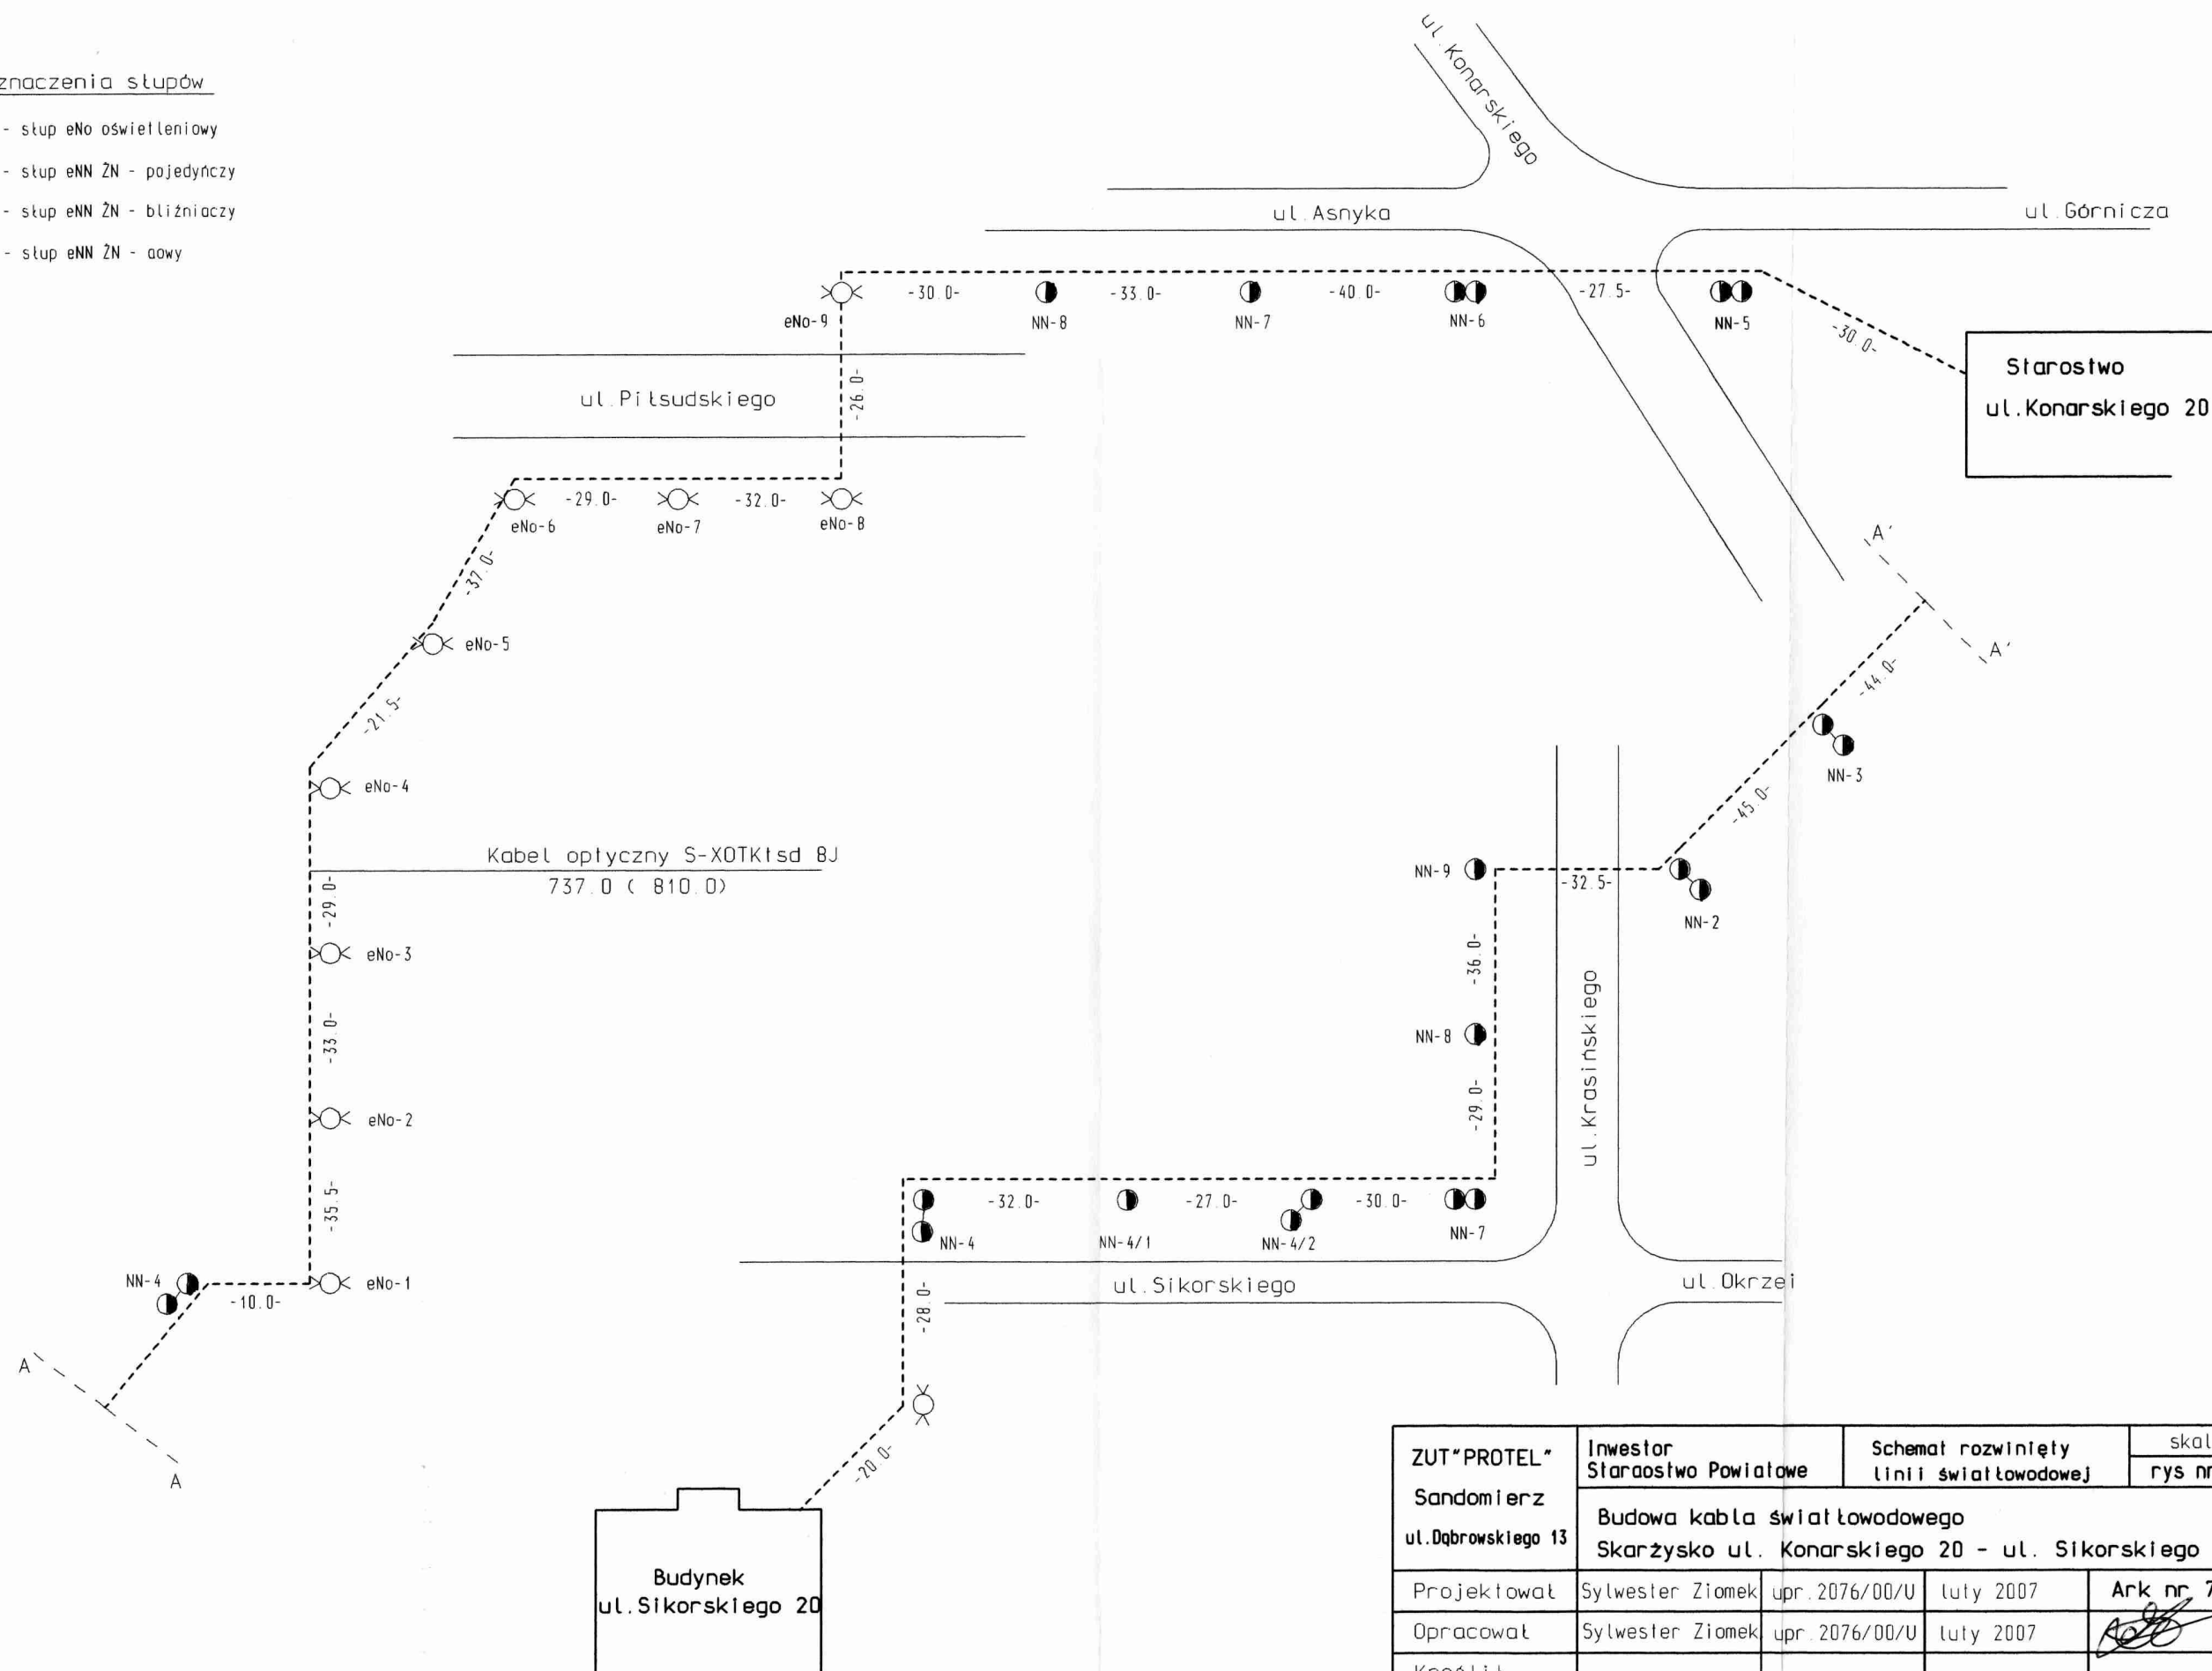 znaczenia słupów
- słup eNo oświetleniowy
- słup eNN ŻN - pojedyńczy
- słup eNN ŻN - bliźniaczy
- słup eNN ŻN - aowy
ul.Konarskiego
ul.Asnyka
ul.Górnicza
eNo-9
-30.0-
NN-8
-33.0-
NN-7
-40.0-
NN-6
-27.5-
NN-5
-30.0-
Starostwo
ul.Konarskiego 20
ul.Piłsudskiego
-26.0-
eNo-6
-29.0-
eNo-7
-32.0-
eNo-8
-37.0-
eNo-5
-21.5-
eNo-4
Kabel optyczny S-XOTKtsd 8J
737.0 ( 810.0)
-29.0-
eNo-3
-33.0-
eNo-2
-35.5-
eNo-1
NN-4
-10.0-
A
A
A'
A'
-44.0-
NN-3
-45.0-
NN-2
NN-9
-32.5-
-36.0-
NN-8
-29.0-
ul.Krasińskiego
-32.0-
-27.0-
-30.0-
NN-4
NN-4/1
NN-4/2
NN-7
ul.Sikorskiego
ul.Okrzei
-28.0-
-20.0-
Budynek
ul.Sikorskiego 20
ZUT"PROTEL"
Sandomierz
ul.Dąbrowskiego 13
Inwestor
Staraostwo Powiatowe
Schemat rozwinięty
linii światłowodowej
skal
rys nr
Budowa kabla światłowodowego
Skarżysko ul. Konarskiego 20 - ul. Sikorskiego
Projektował Sylwester Ziomek upr.2076/00/U luty 2007 Ark nr 7
Opracował Sylwester Ziomek upr.2076/00/U luty 2007